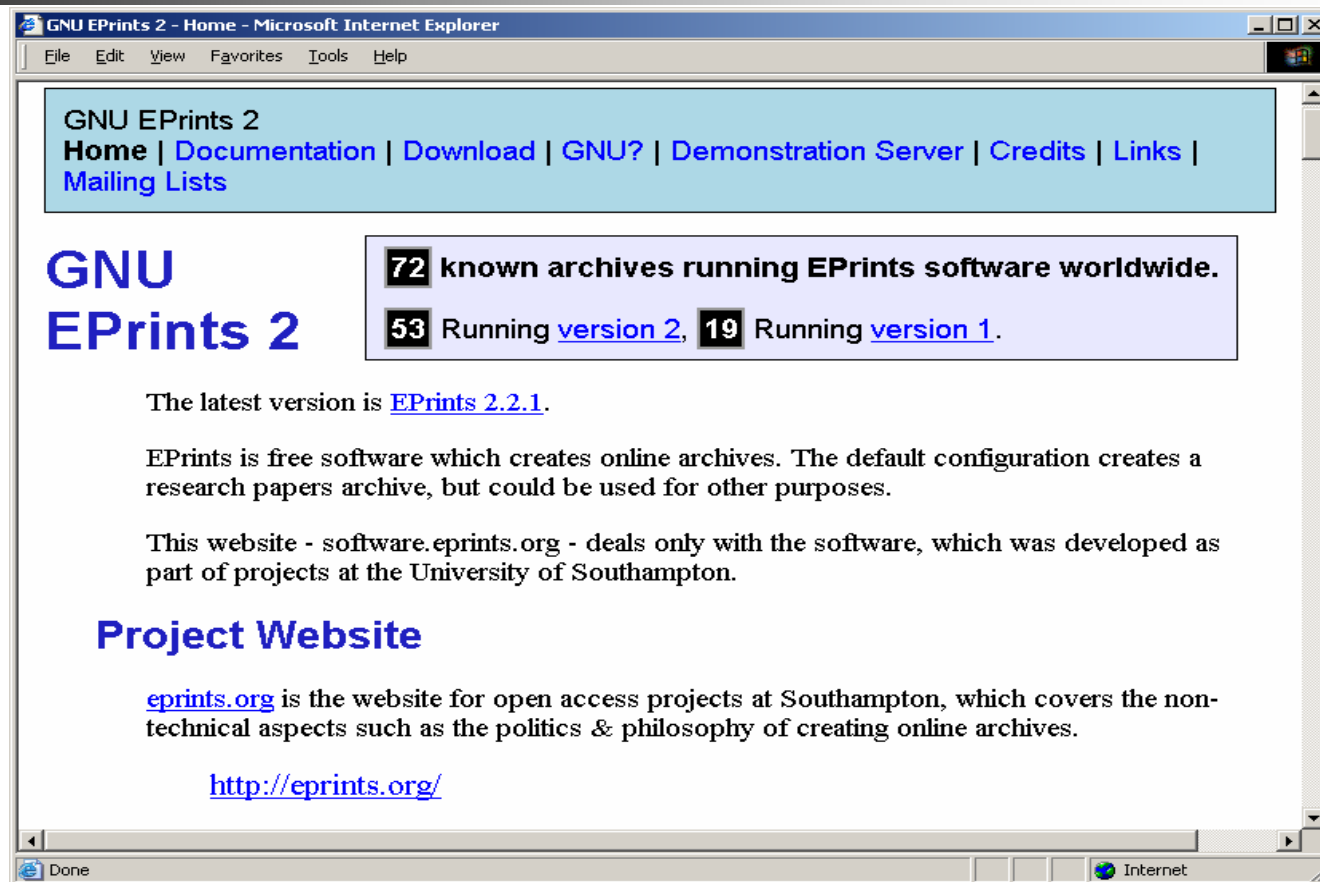 GNU EPrints 2 - Home - Microsoft Internet Explorer
File Edit View Favorites Tools Help
GNU EPrints 2
Home | Documentation | Download | GNU? | Demonstration Server | Credits | Links |
Mailing Lists
GNU
EPrints 2
72 known archives running EPrints software worldwide.
53 Running version 2, 19 Running version 1.
The latest version is EPrints 2.2.1.
EPrints is free software which creates online archives. The default configuration creates a
research papers archive, but could be used for other purposes.
This website - software.eprints.org - deals only with the software, which was developed as
part of projects at the University of Southampton.
Project Website
eprints.org is the website for open access projects at Southampton, which covers the non-
technical aspects such as the politics & philosophy of creating online archives.
http://eprints.org/
Done Internet